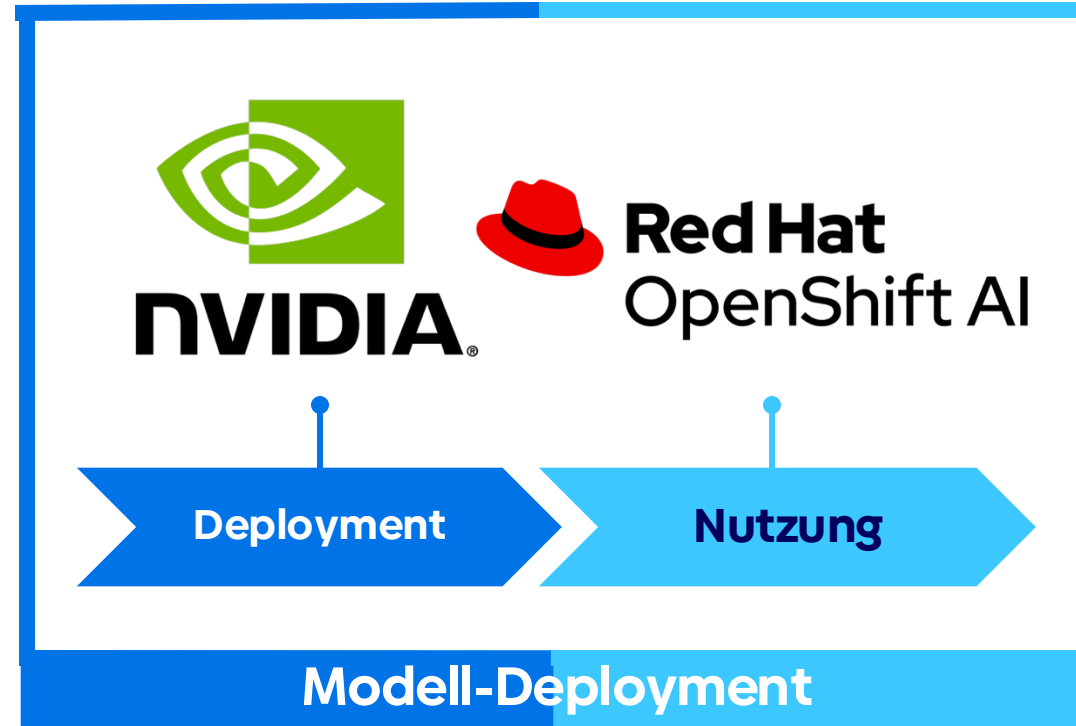 NVIDIA®
Red Hat
OpenShift AI
Deployment
Nutzung
Modell-Deployment